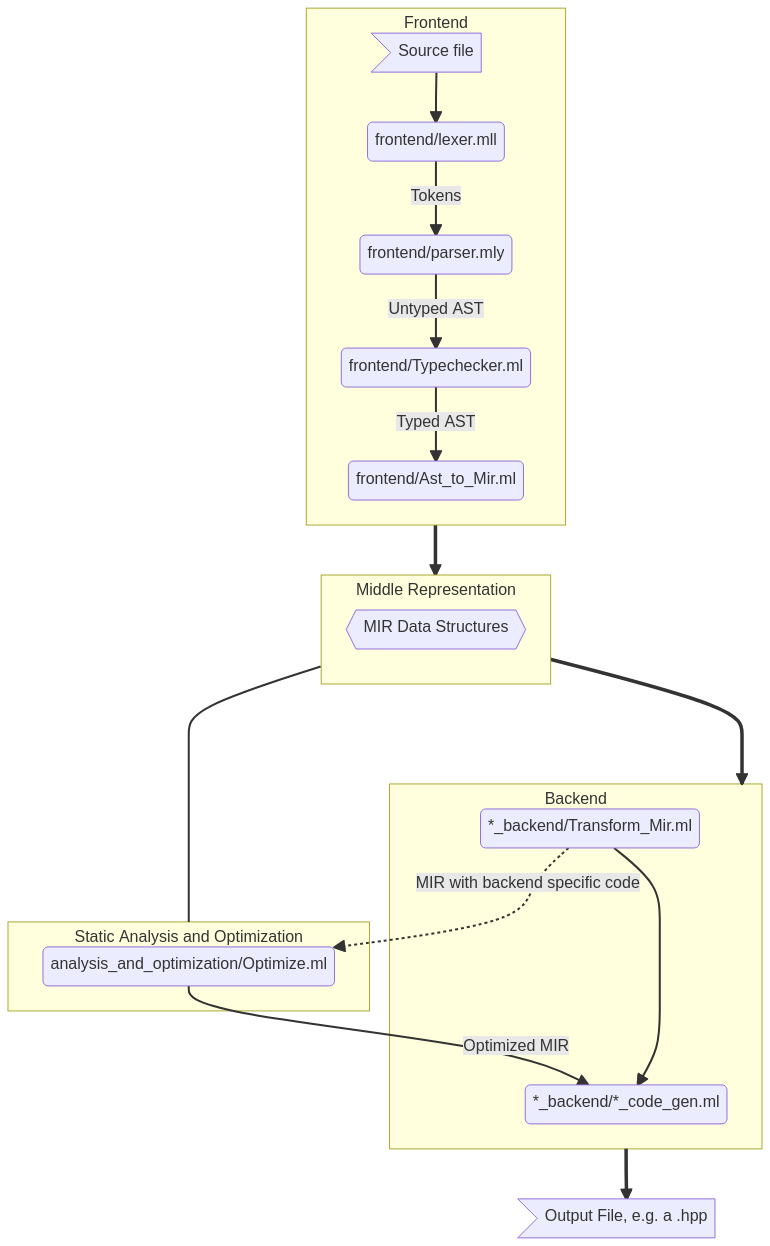 Frontend
Source file
frontend/lexer.mll
Tokens
frontend/parser.mly
Untyped AST
frontend/Typechecker.ml
Typed AST
frontend/Ast_to_Mir.ml
Middle Representation
MIR Data Structures
Backend
*_backend/Transform_Mir.ml
MIR with backend specific code
Static Analysis and Optimization
analysis_and_optimization/Optimize.ml
Optimized MIR
*_backend/*_code_gen.ml
Output File, e.g. a .hpp